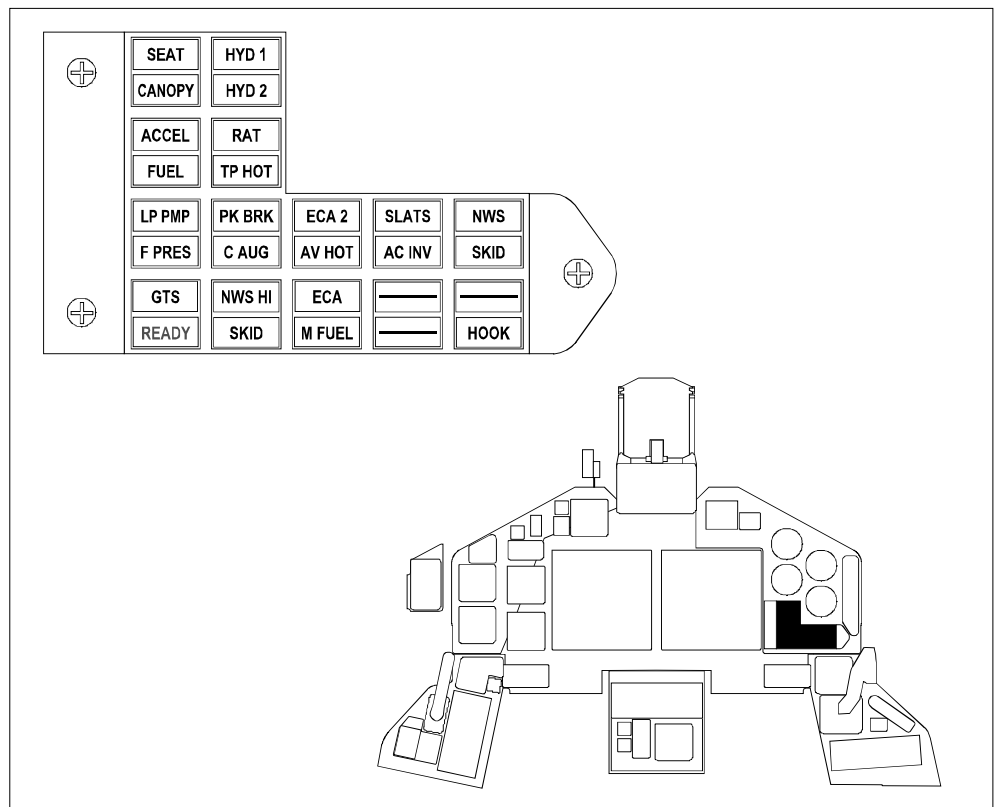 SEAT HYD 1
CANOPY HYD 2
ACCEL RAT
FUEL TP HOT
LP PMP PK BRK ECA 2 SLATS NWS
F PRES C AUG AV HOT AC INV SKID
GTS NWS HI ECA
READY SKID M FUEL HOOK